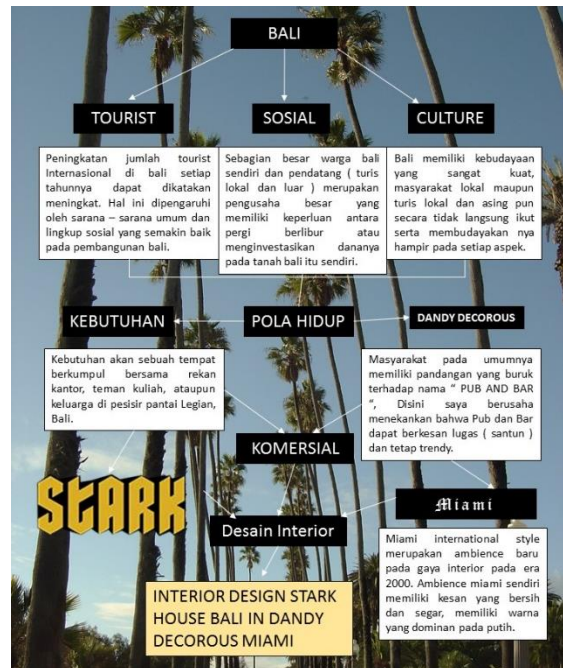 BALI
TOURIST
SOSIAL
CULTURE
Peningkatan jumlah tourist
Internasional di bali setiap
tahunnya dapat dikatakan
meningkat. Hal ini dipengaruhi
oleh sarana – sarana umum dan
lingkup sosial yang semakin baik
pada pembangunan bali.
Sebagian besar warga bali
sendiri dan pendatang ( turis
lokal dan luar ) merupakan
pengusaha besar yang
memiliki keperluan antara
pergi berlibur atau
menginvestasikan dananya
pada tanah bali itu sendiri.
Bali memiliki kebudayaan
yang sangat kuat,
masyarakat lokal maupun
turis lokal dan asing pun
secara tidak langsung ikut
serta membudayakan nya
hampir pada setiap aspek.
KEBUTUHAN
POLA HIDUP
DANDY DECOROUS
Kebutuhan akan sebuah tempat
berkumpul bersama rekan
kantor, teman kuliah, ataupun
keluarga di pesisir pantai Legian,
Bali.
Masyarakat pada umumnya
memiliki pandangan yang buruk
terhadap nama “ PUB AND BAR
“, Disini saya berusaha
menekankan bahwa Pub dan Bar
dapat berkesan lugas ( santun )
dan tetap trendy.
KOMERSIAL
STARK
Desain Interior
Miami
Miami international style
merupakan ambience baru
pada gaya interior pada era
2000. Ambience miami sendiri
memiliki kesan yang bersih
dan segar, memiliki warna
yang dominan pada putih.
INTERIOR DESIGN STARK
HOUSE BALI IN DANDY
DECOROUS MIAMI